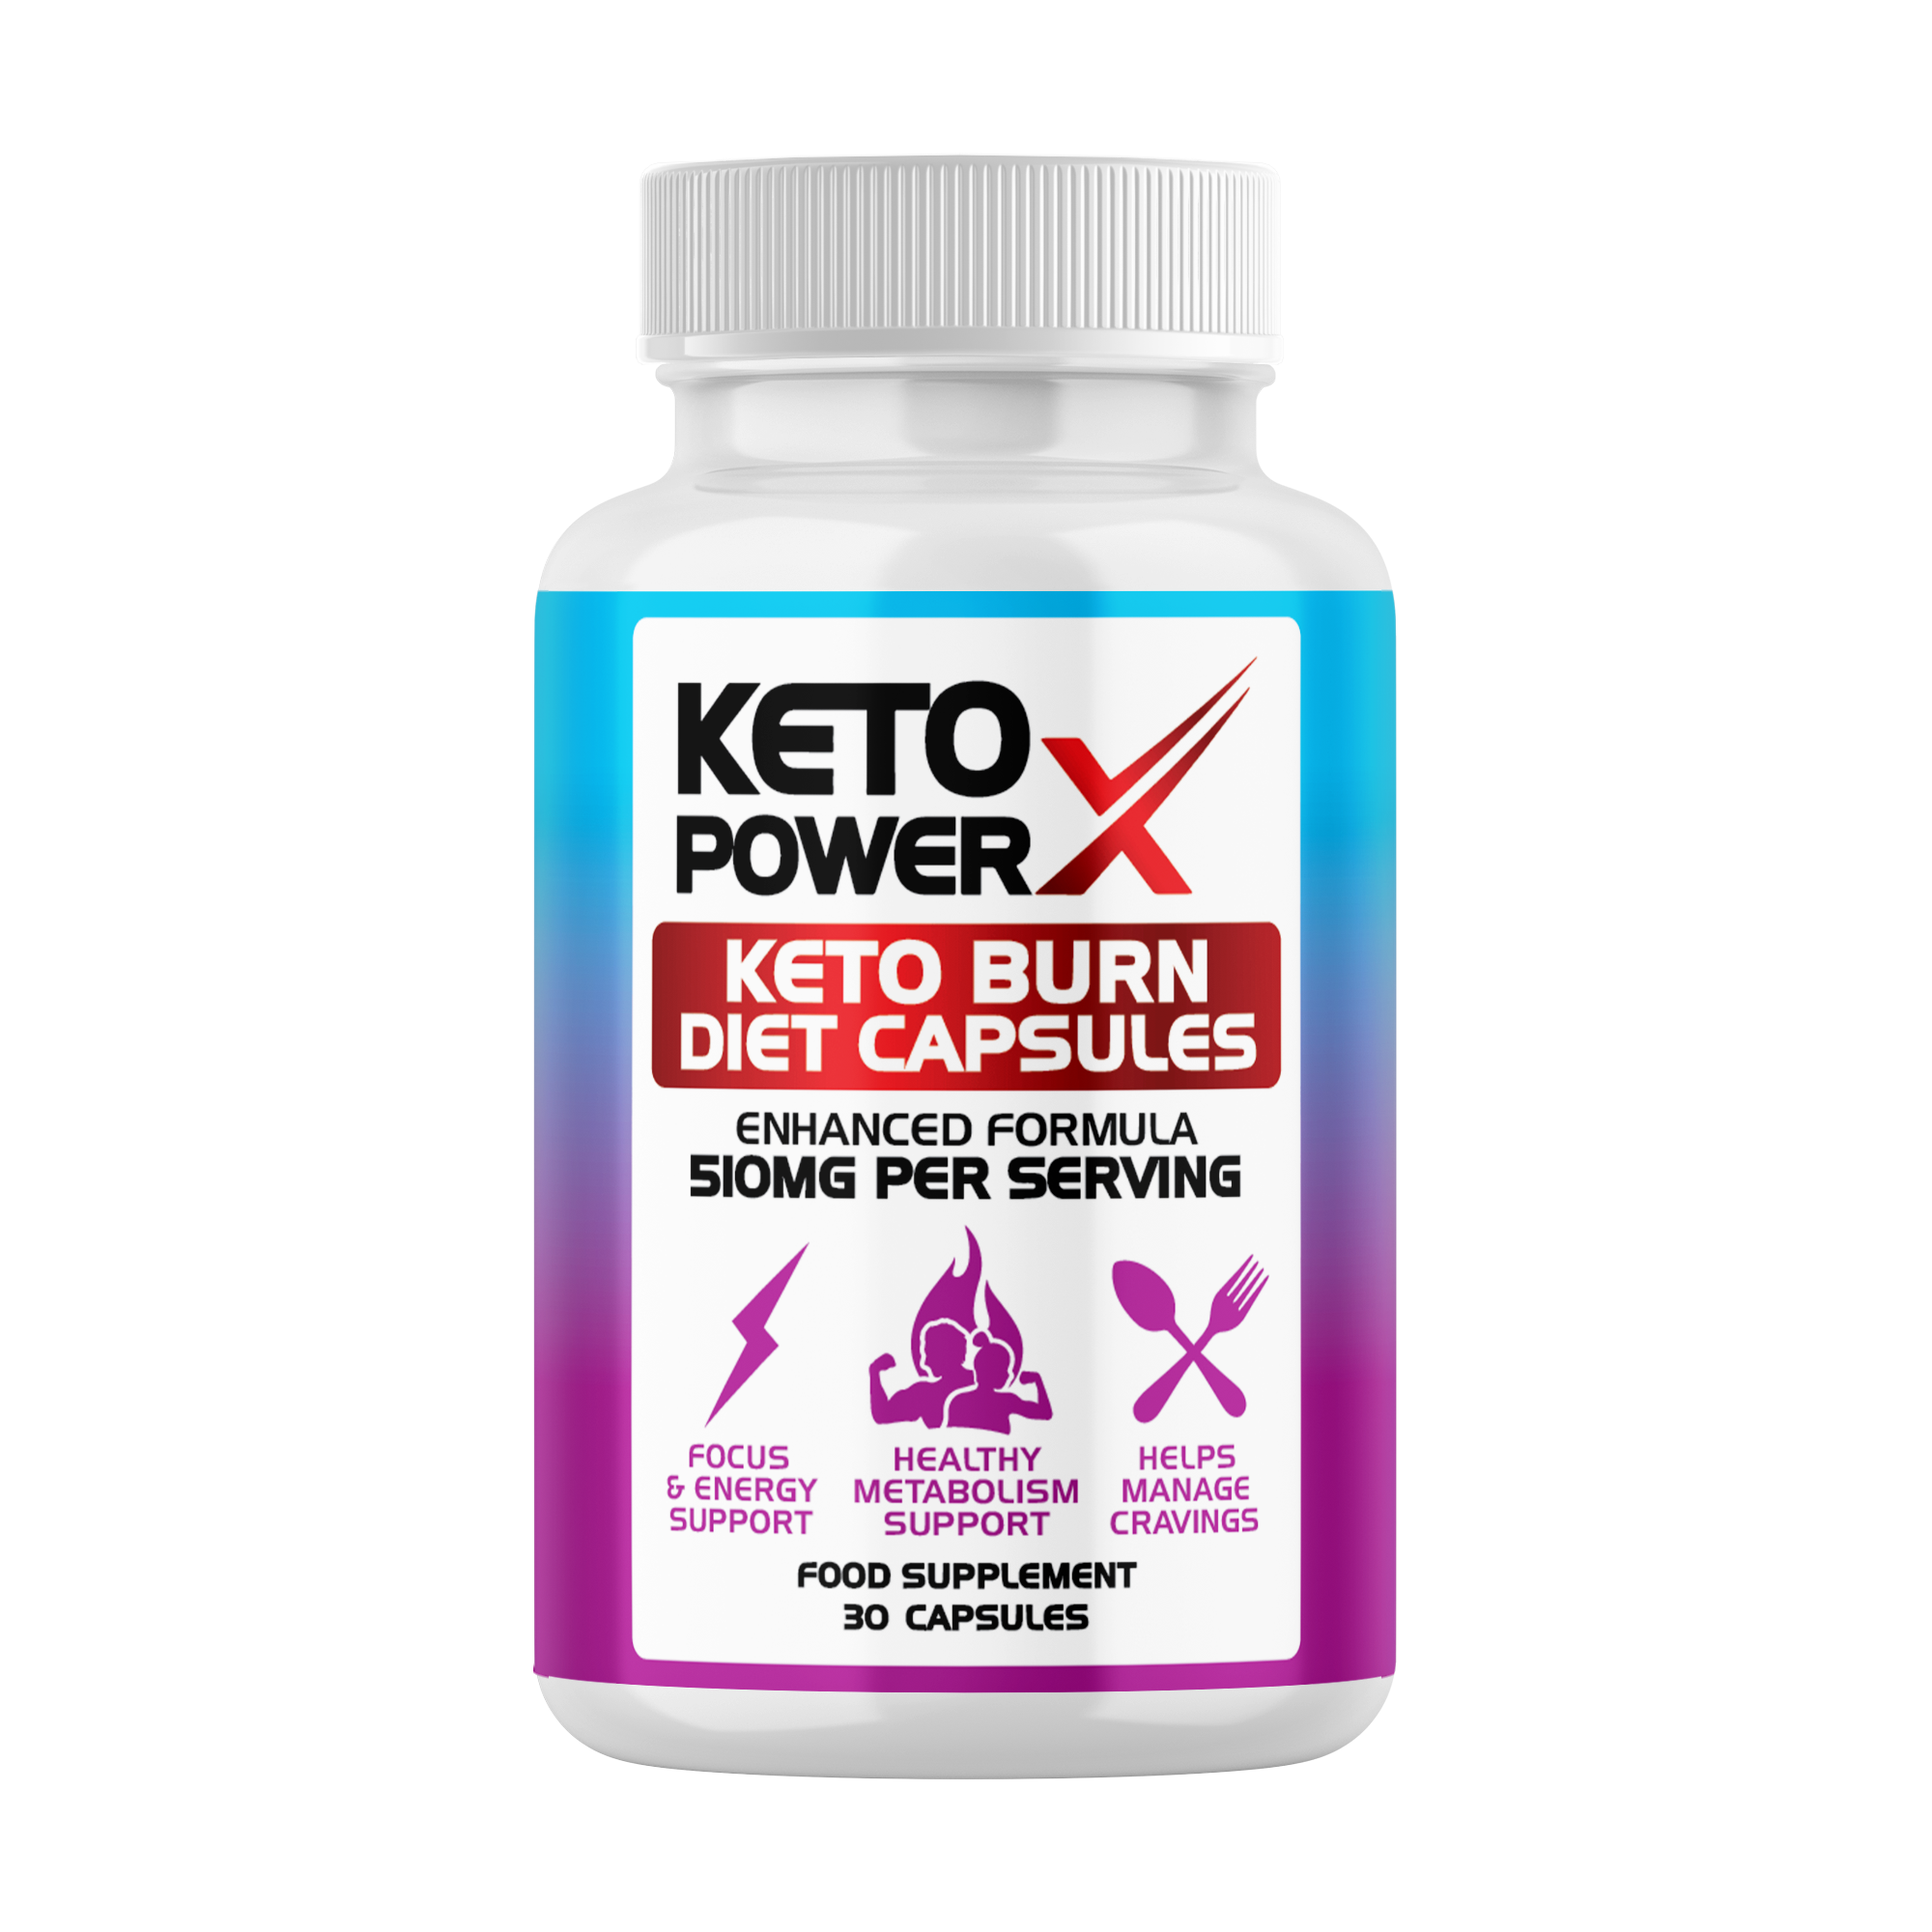 KETO
POWER X
KETO BURN
DIET CAPSULES
ENHANCED FORMULA
510MG PER SERVING
FOCUS
& ENERGY
SUPPORT
HEALTHY
METABOLISM
SUPPORT
HELPS
MANAGE
CRAVINGS
FOOD SUPPLEMENT
30 CAPSULES